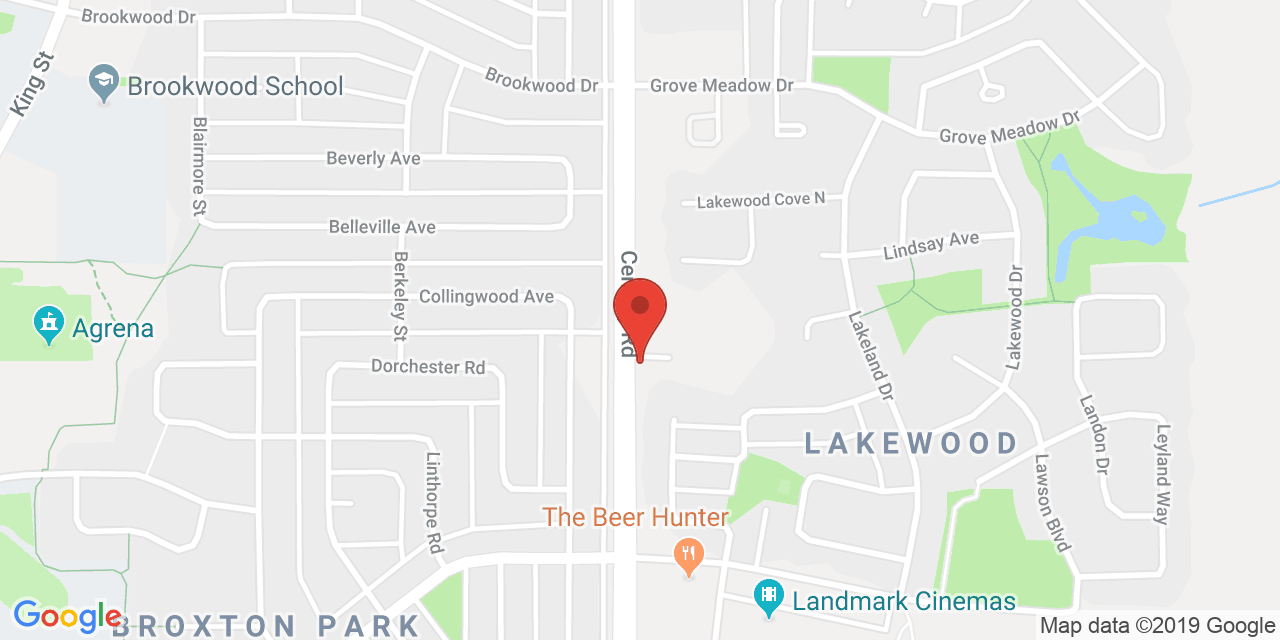 Brookwood Dr
King St
Brookwood School
Brookwood Dr
Grove Meadow Dr
Grove Meadow Dr
Blairmore St
Beverly Ave
Lakewood Cove N
Belleville Ave
Lindsay Ave
Berkeley St
Collingwood Ave
Cen
Rd
Lakewood Dr
Agrena
Lakeland Dr
Dorchester Rd
Landon Dr
LAKEWOOD
Leyland Way
Linthorpe Rd
Lawson Blvd
The Beer Hunter
Landmark Cinemas
Google
BROXTON PARK
Map data ©2019 Google